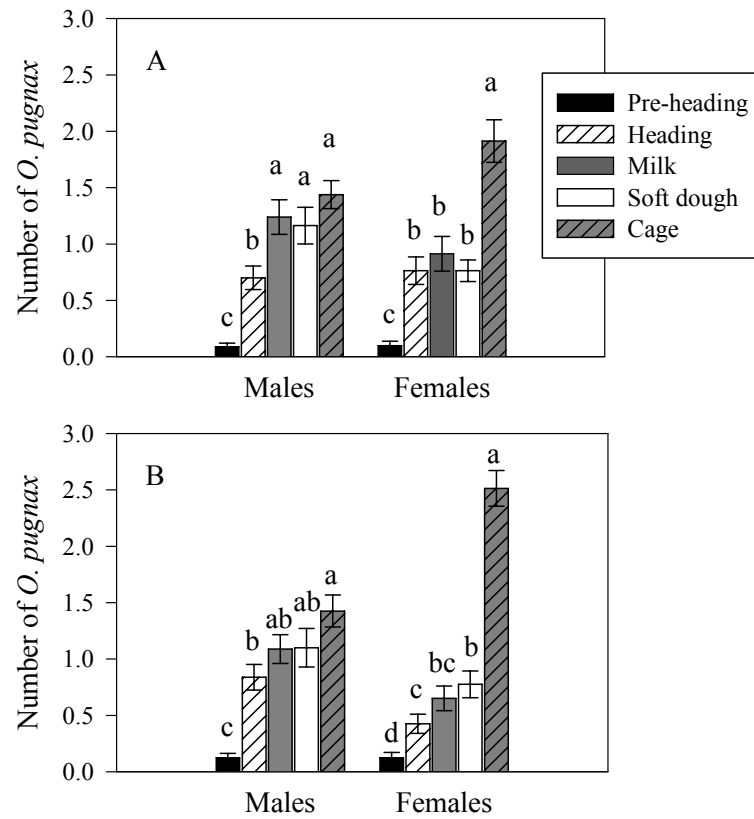 3.0
A
2.5
a
Pre-heading
Heading
Milk
Soft dough
Cage
2.0
a
a
a
1.5
b
b
b
b
1.0
c
c
0.5
0.0
Number of O. pugnax
Males Females
3.0
B
a
2.5
2.0
a
1.5
ab
ab
b
b
1.0
bc
c
c
d
0.5
0.0
Number of O. pugnax
Males Females